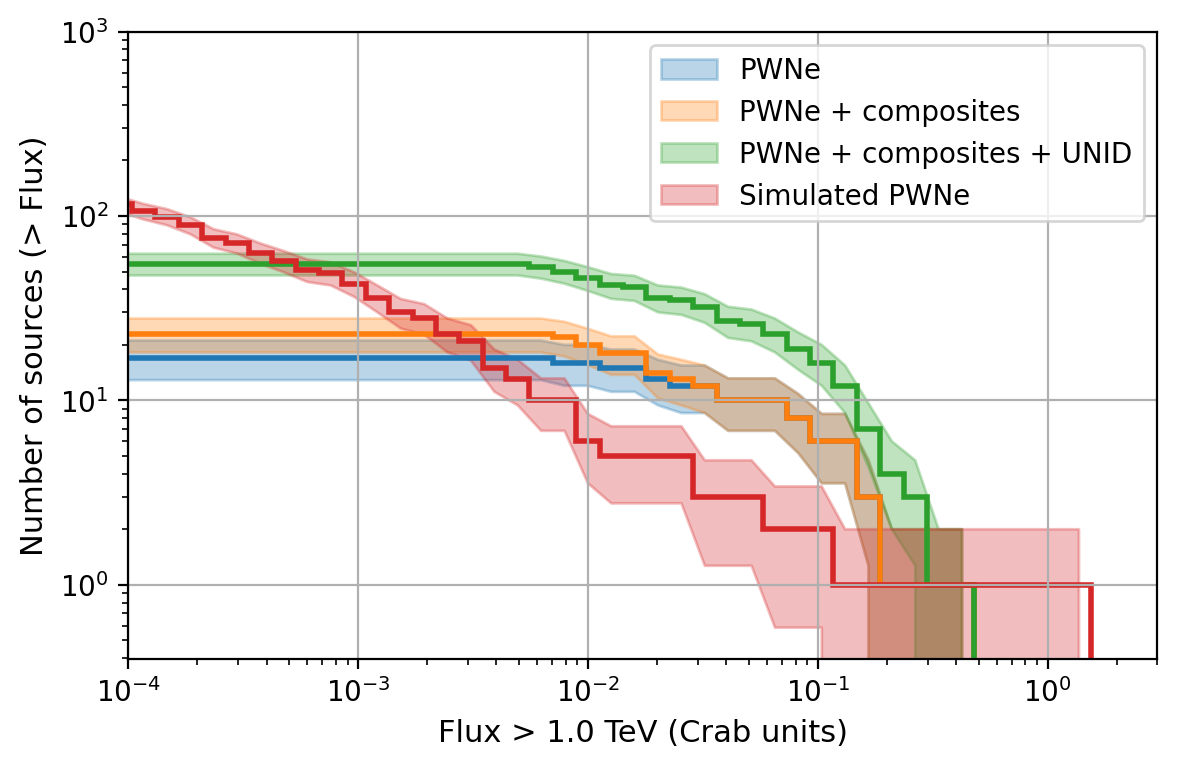 10³
10²
10¹
10⁰
Number of sources (> Flux)
PWNe
PWNe + composites
PWNe + composites + UNID
Simulated PWNe
10⁻⁴
10⁻³
10⁻²
10⁻¹
10⁰
Flux > 1.0 TeV (Crab units)